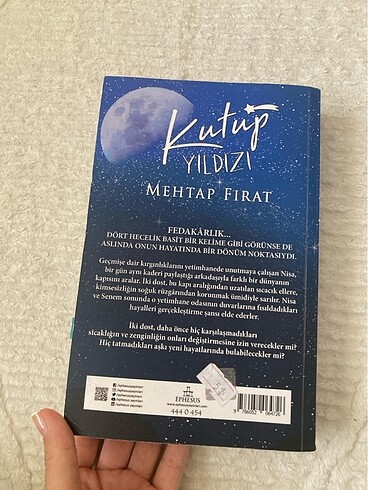 Kutup
YILDIZI
MEHTAP FIRAT
FEDAKÂRLIK...
DÖRT HECELİK BASİT BİR KELİME GİBİ GÖRÜNSE DE
ASLINDA ONUN HAYATINDA BİR DÖNÜM NOKTASIYDI.
Geçmişe dair kırgınlıklarını yetimhanede unutmaya çalışan Nisa,
bir gün aynı kaderi paylaştığı arkadaşıyla farklı bir dünyanın
kapısını aralar. İki dost, bu kapı aralığından uzatılan sıcacık ellere,
kimsesizliğin soğuk rüzgârından korunmak ümidiyle sarılır. Nisa
ve Senem sonunda o yetimhane odasının duvarlarına fısıldadıkları
hayalleri gerçekleştirme şansı elde ederler.
İki dost, daha önce hiç karşılaşmadıkları
sıcaklığın ve zenginliğin onları değiştirmesine izin verecekler mi?
Hiç tatmadıkları aşkı yeni hayatlarında bulabilecekler mi?
EPHESUS
www.ephesusyayinlari.com
444 0 454